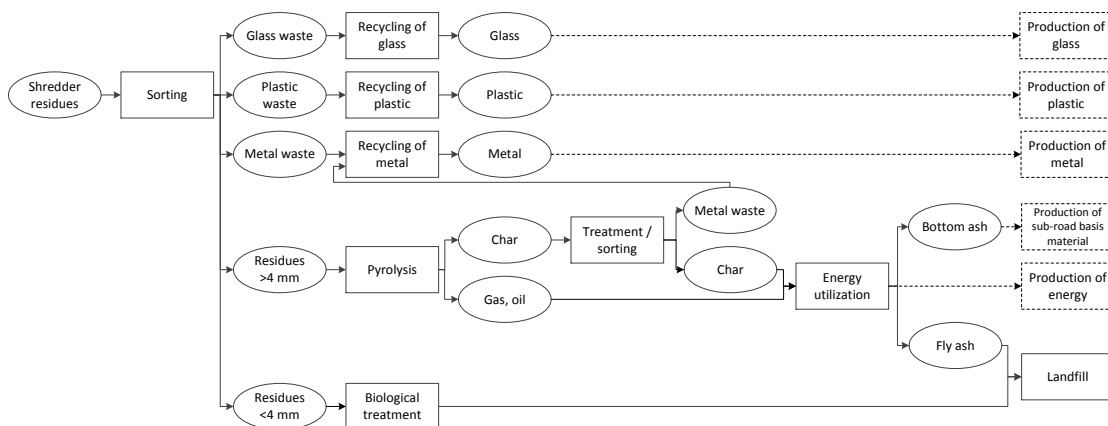 Glass waste
Recycling of
glass
Glass
Production of
glass
Shredder
residues
Sorting
Plastic
waste
Recycling of
plastic
Plastic
Production of
plastic
Metal waste
Recycling of
metal
Metal
Production of
metal
Metal waste
Bottom ash
Production of
sub-road basis
material
Residues
>4 mm
Pyrolysis
Char
Treatment /
sorting
Char
Gas, oil
Energy
utilization
Production of
energy
Fly ash
Landfill
Residues
<4 mm
Biological
treatment